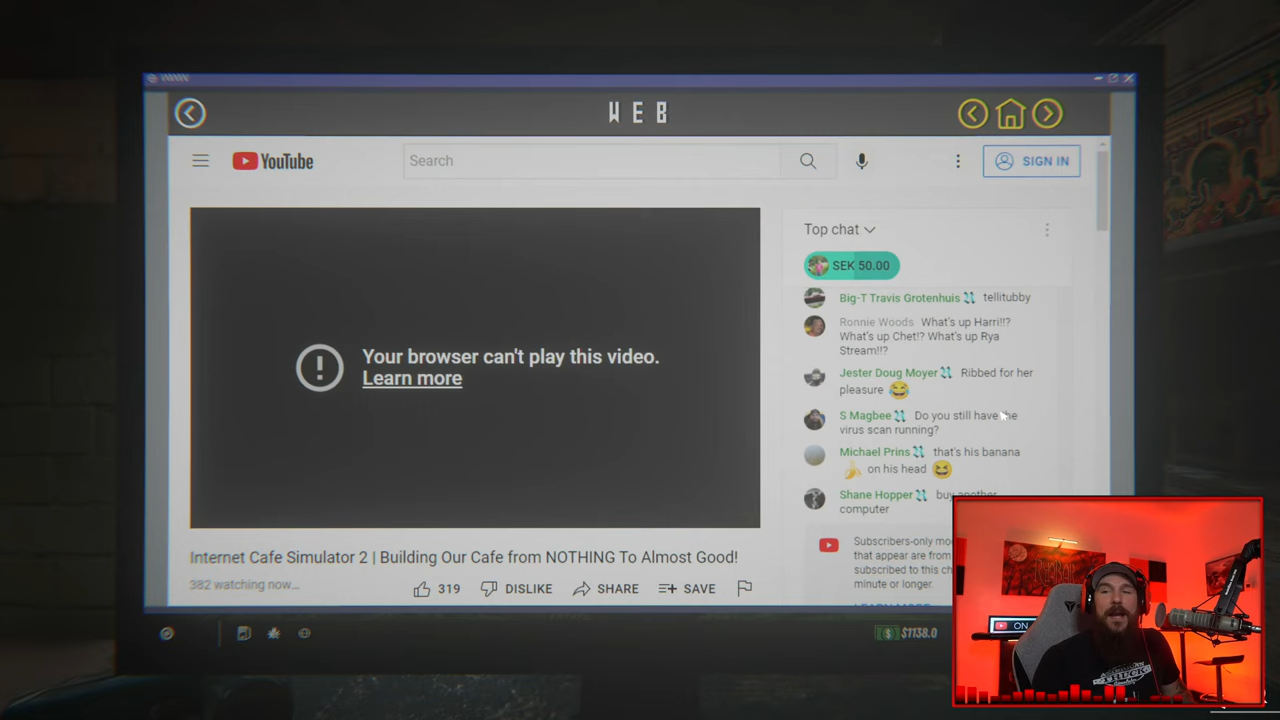 WEB
YouTube
Search
SIGN IN
Top chat
SEK 50.00
Big-T Travis Grotenhuis tellitubby
Ronnie Woods What's up Harri!!?
What's up Chet!? What's up Rya
Stream!!?
Jester Doug Moyer Ribbed for her
pleasure
S Magbee Do you still have the
virus scan running?
Michael Prins that's his banana
on his head
Shane Hopper buy another
computer
Subscribers-only mo
that appear are from
subscribed to this ch
minute or longer.
LEARN MORE
Your browser can't play this video.
Learn more
Internet Cafe Simulator 2 | Building Our Cafe from NOTHING To Almost Good!
382 watching now...
319
DISLIKE
SHARE
SAVE
$1138.0
ON